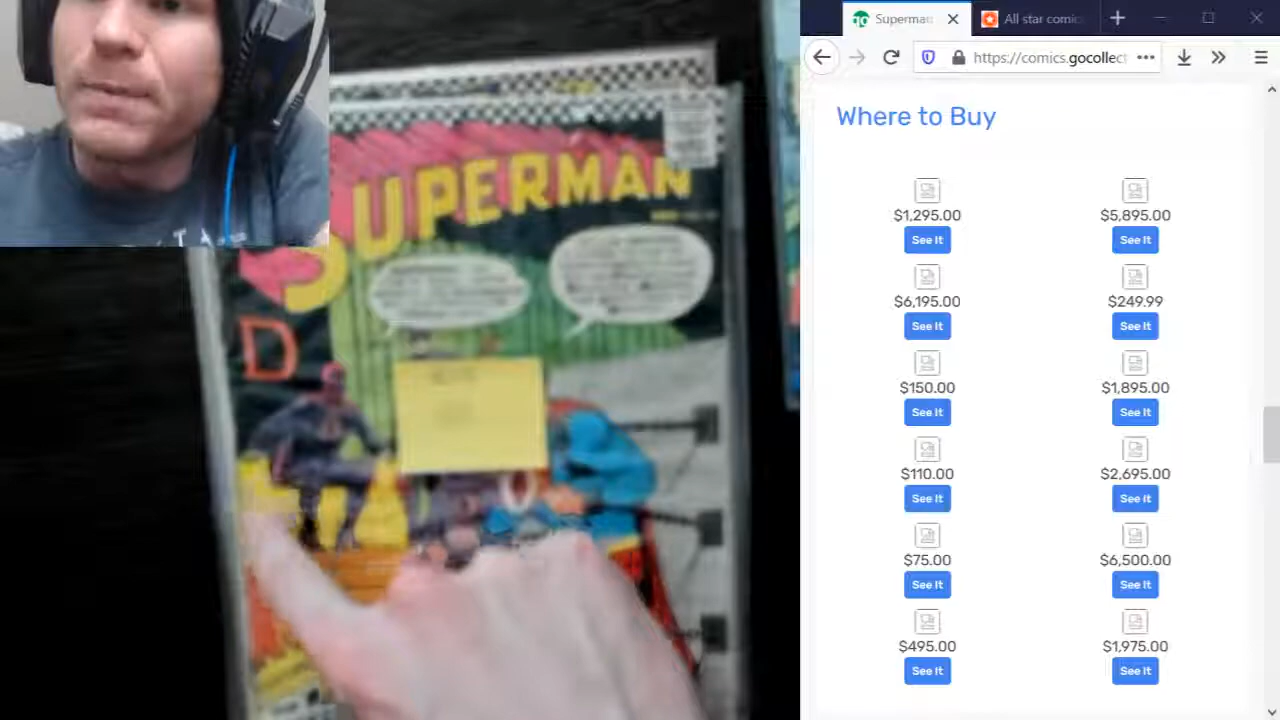 SUPERMAN
D
Superma
All star comic
https://comics.gocollect
Where to Buy
$1,295.00
$5,895.00
See It
See It
$6,195.00
$249.99
See It
See It
$150.00
$1,895.00
See It
See It
$110.00
$2,695.00
See It
See It
$75.00
$6,500.00
See It
See It
$495.00
$1,975.00
See It
See It